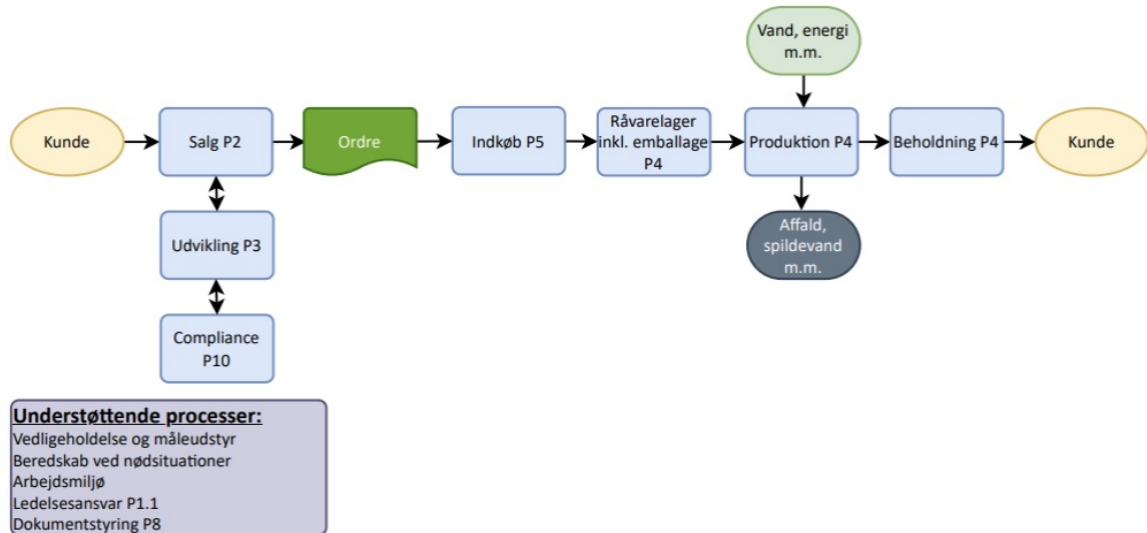 Vand, energi
m.m.
Kunde
Salg P2
Ordre
Indkøb P5
Råvarelager
inkl. emballage
P4
Produktion P4
Beholdning P4
Kunde
Udvikling P3
Affald,
spildevand
m.m.
Compliance
P10
Understøttende processer:
Vedligeholdelse og måleudstyr
Beredskab ved nødsituationer
Arbejdsmiljø
Ledelsesansvar P1.1
Dokumentstyring P8